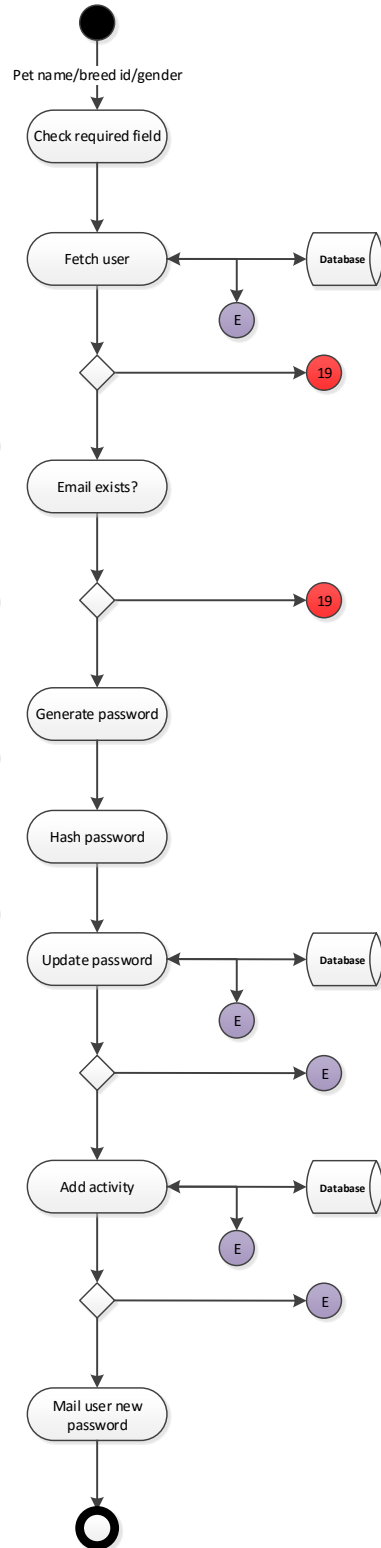 Pet name/breed id/gender
Check required field
Fetch user
Database
E
19
Email exists?
19
Generate password
Hash password
Update password
Database
E
E
Add activity
Database
E
E
Mail user new
password